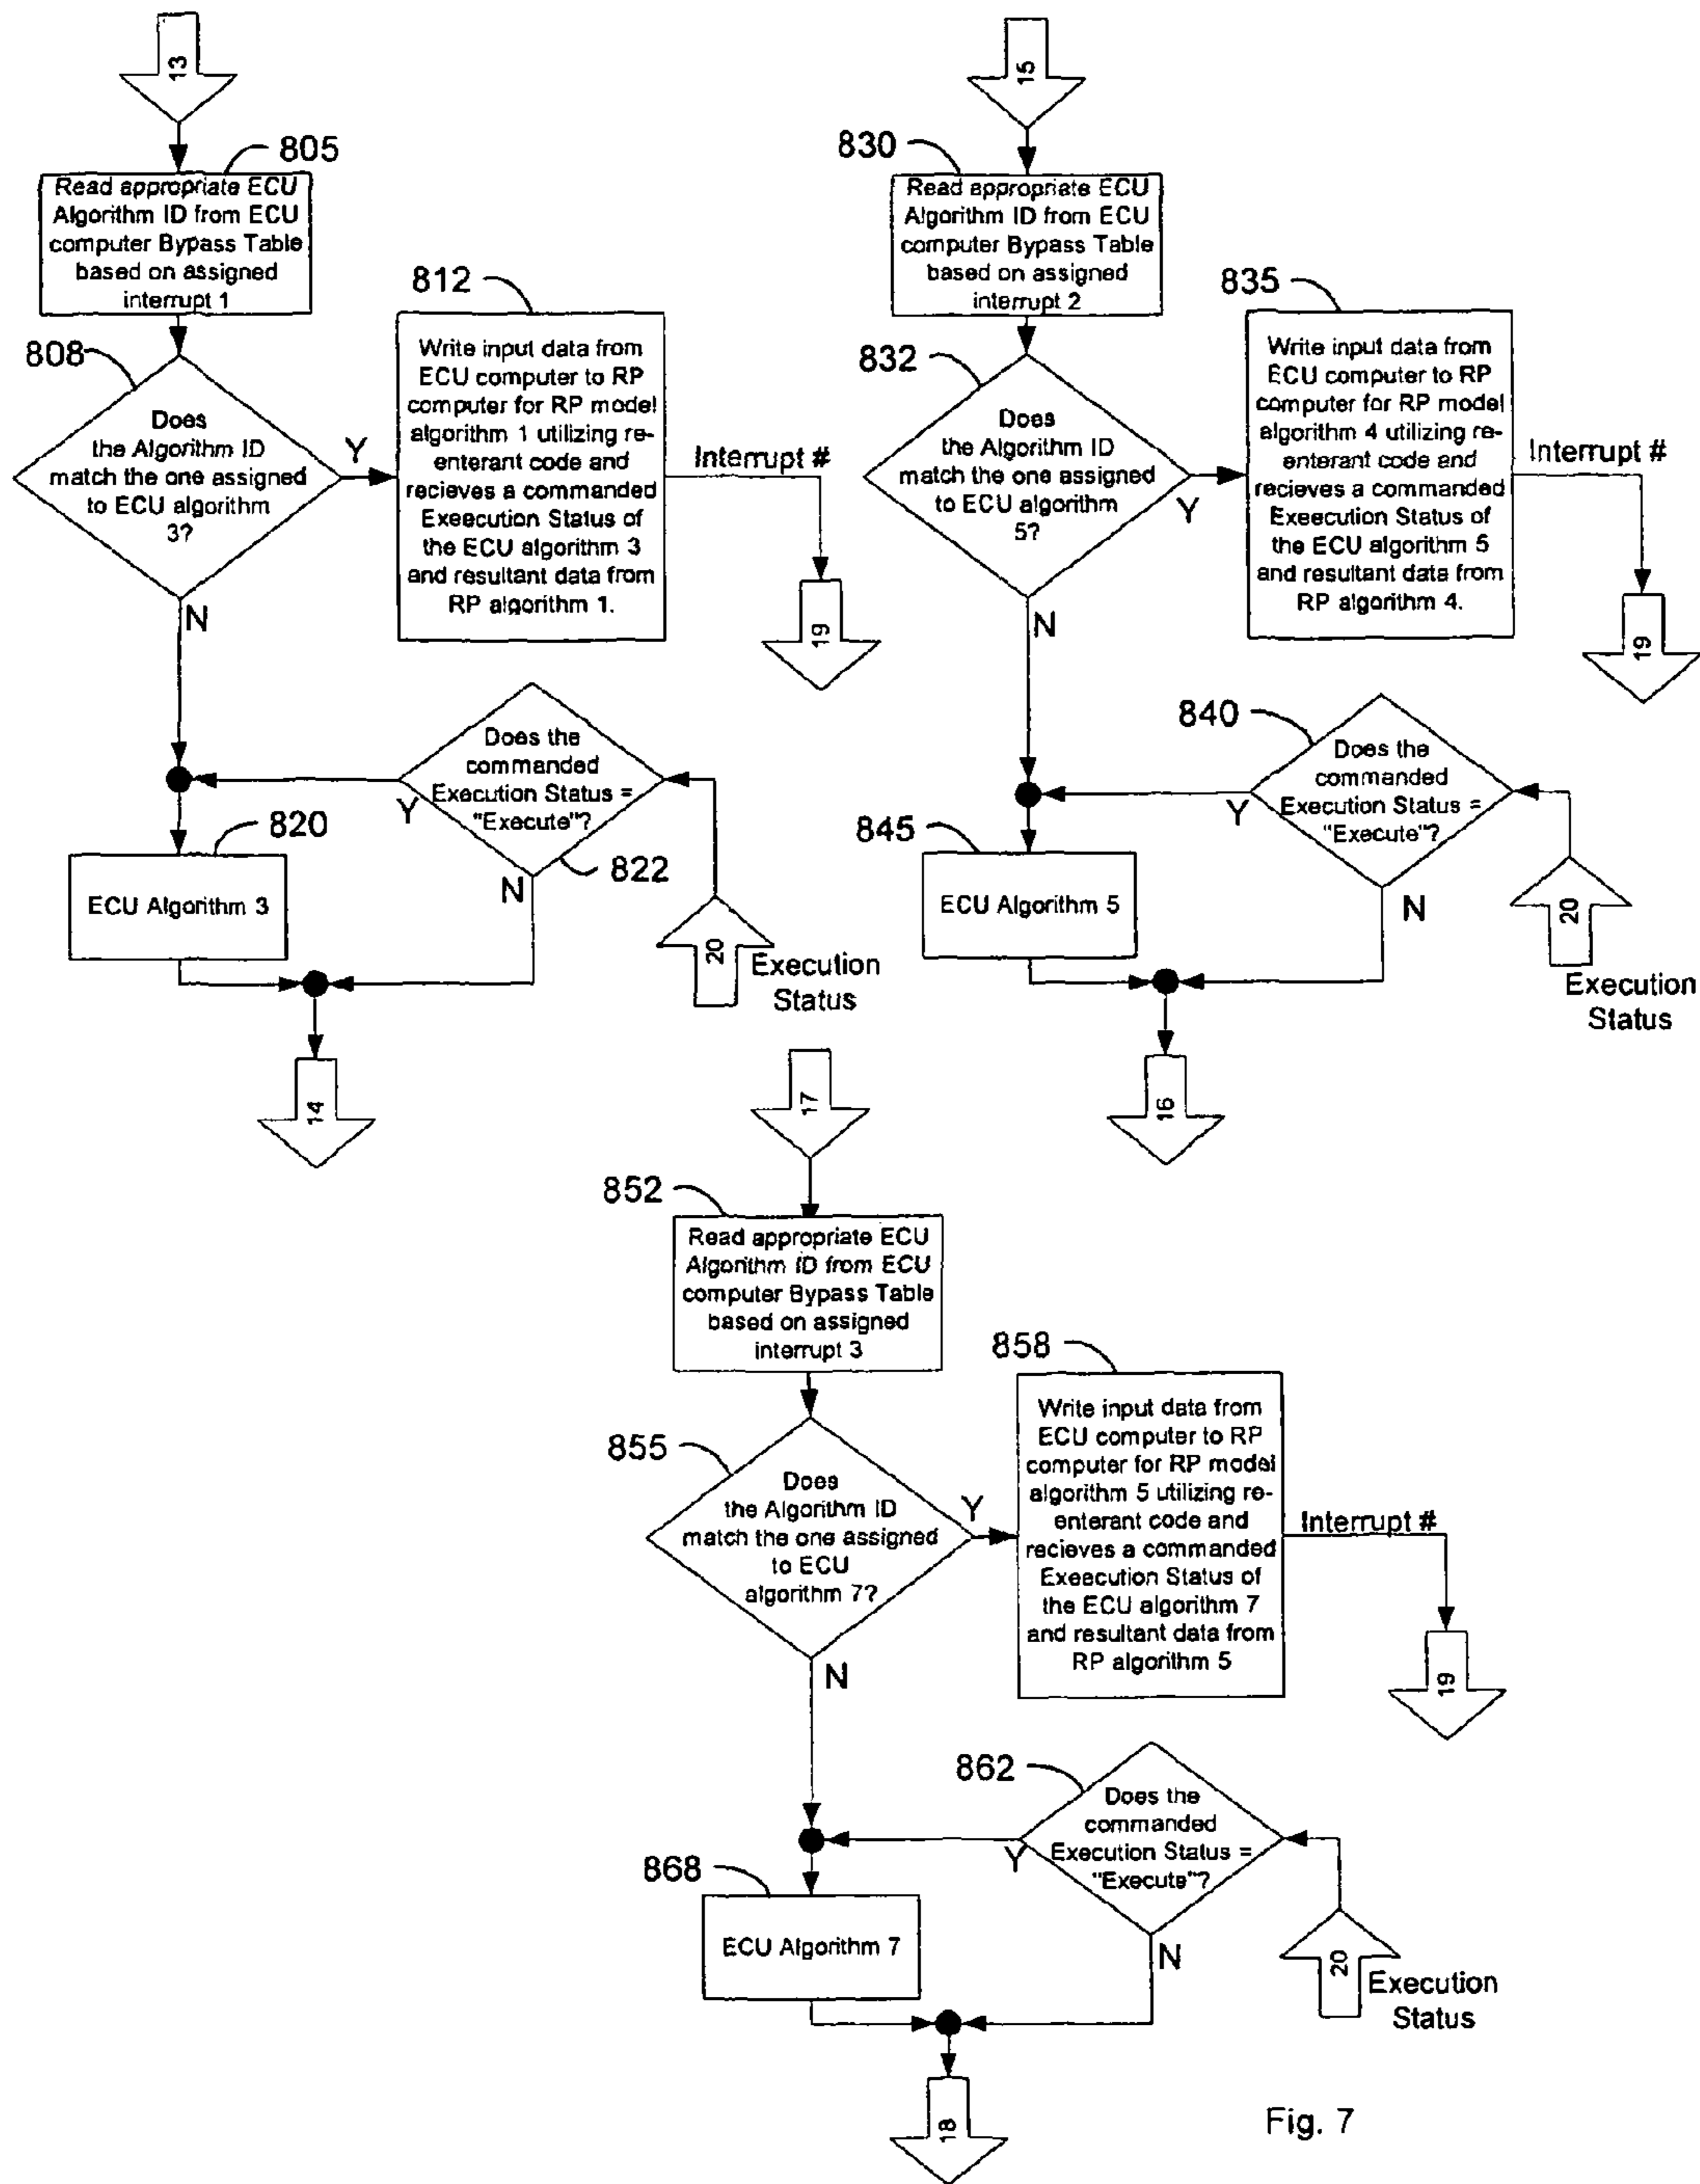 13
805
Read appropriate ECU
Algorithm ID from ECU
computer Bypass Table
based on assigned
interrupt 1
808
Does
the Algorithm ID
match the one assigned
to ECU algorithm
3?
Y
N
812
Write input data from
ECU computer to RP
computer for RP model
algorithm 1 utilizing re-
enterant code and
recieves a commanded
Exeecution Status of
the ECU algorithm 3
and resultant data from
RP algorithm 1.
Interrupt #
19
Does the
commanded
Execution Status =
"Execute"?
Y
822
N
820
ECU Algorithm 3
20
Execution
Status
14
15
830
Read appropriate ECU
Algorithm ID from ECU
computer Bypass Table
based on assigned
interrupt 2
832
Does
the Algorithm ID
match the one assigned
to ECU algorithm
5?
Y
N
835
Write input data from
ECU computer to RP
computer for RP model
algorithm 4 utilizing re-
enterant code and
recieves a commanded
Exeecution Status of
the ECU algorithm 5
and resultant data from
RP algorithm 4.
Interrupt #
19
840
Does the
commanded
Execution Status =
"Execute"?
Y
N
845
ECU Algorithm 5
20
Execution
Status
16
17
852
Read appropriate ECU
Algorithm ID from ECU
computer Bypass Table
based on assigned
interrupt 3
855
Does
the Algorithm ID
match the one assigned
to ECU
algorithm 7?
Y
N
858
Write input data from
ECU computer to RP
computer for RP model
algorithm 5 utilizing re-
enterant code and
recieves a commanded
Exeecution Status of
the ECU algorithm 7
and resultant data from
RP algorithm 5
Interrupt #
19
862
Does the
commanded
Execution Status =
"Execute"?
Y
N
868
ECU Algorithm 7
20
Execution
Status
18
Fig. 7